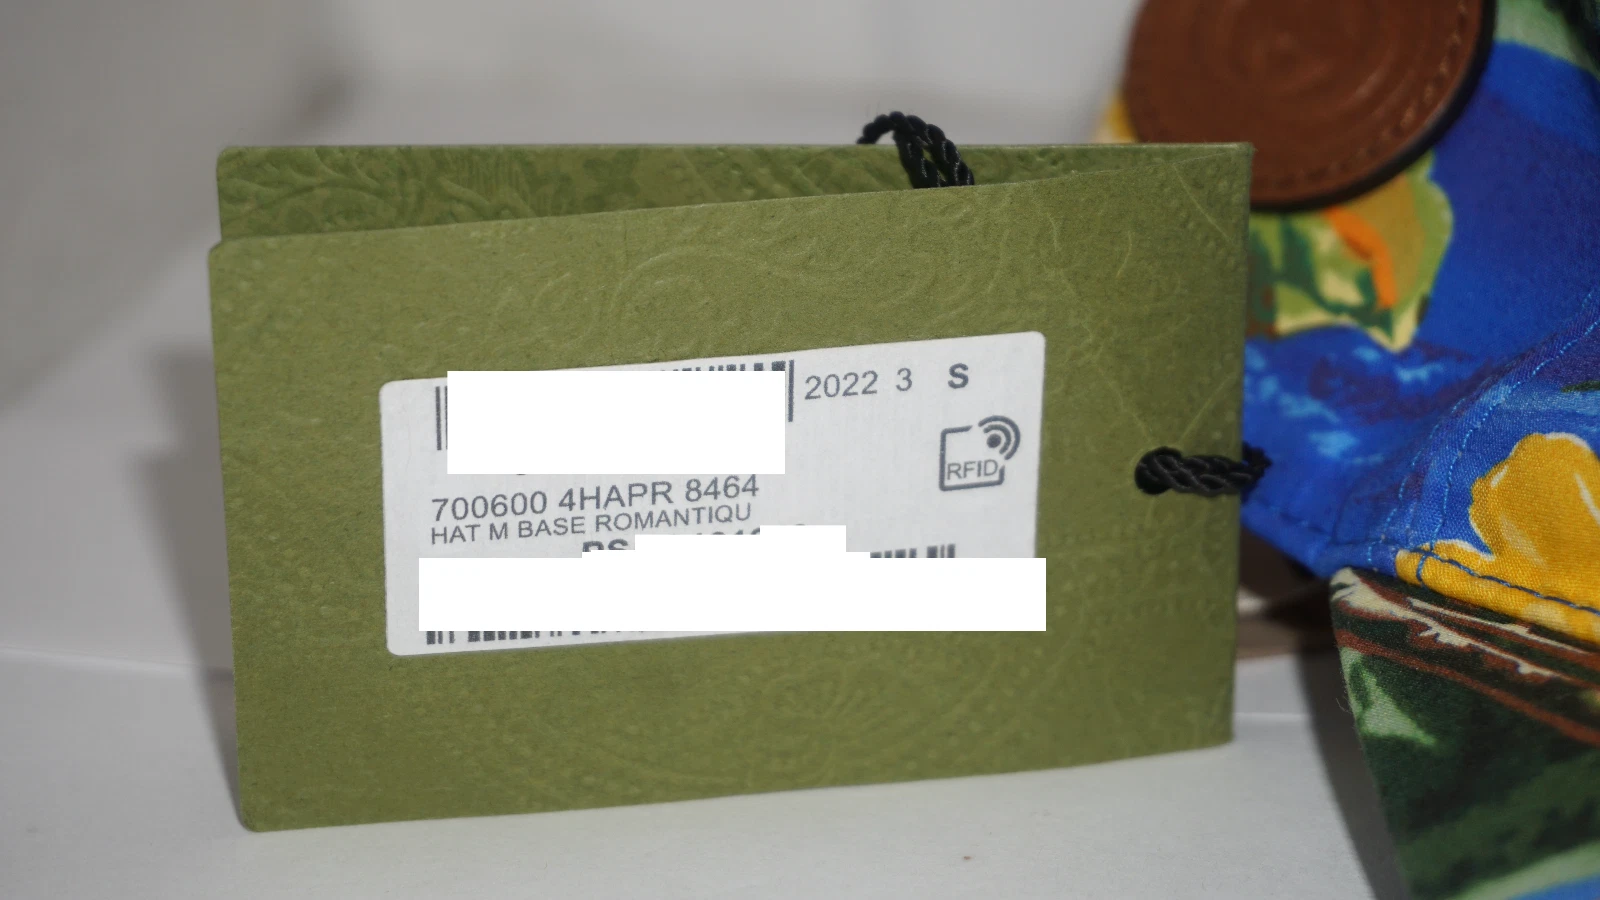 2022 3 S
RFID
700600 4HAPR 8464
HAT M BASE ROMANTIQU